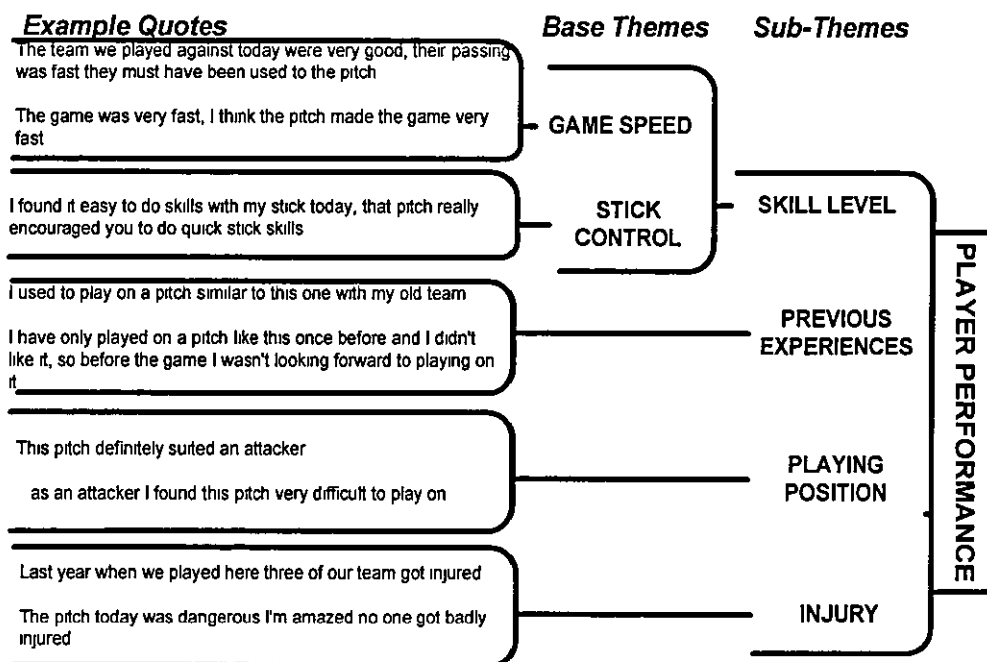 Example Quotes Base Themes Sub-Themes
The team we played against today were very good, their passing
was fast they must have been used to the pitch
The game was very fast, I think the pitch made the game very
fast
GAME SPEED
I found it easy to do skills with my stick today, that pitch really
encouraged you to do quick stick skills
STICK
CONTROL
SKILL LEVEL
I used to play on a pitch similar to this one with my old team
I have only played on a pitch like this once before and I didn't
like it, so before the game I wasn't looking forward to playing on
it
PREVIOUS
EXPERIENCES
This pitch definitely suited an attacker
as an attacker I found this pitch very difficult to play on
PLAYING
POSITION
Last year when we played here three of our team got injured
The pitch today was dangerous I'm amazed no one got badly
injured
INJURY
PLAYER PERFORMANCE